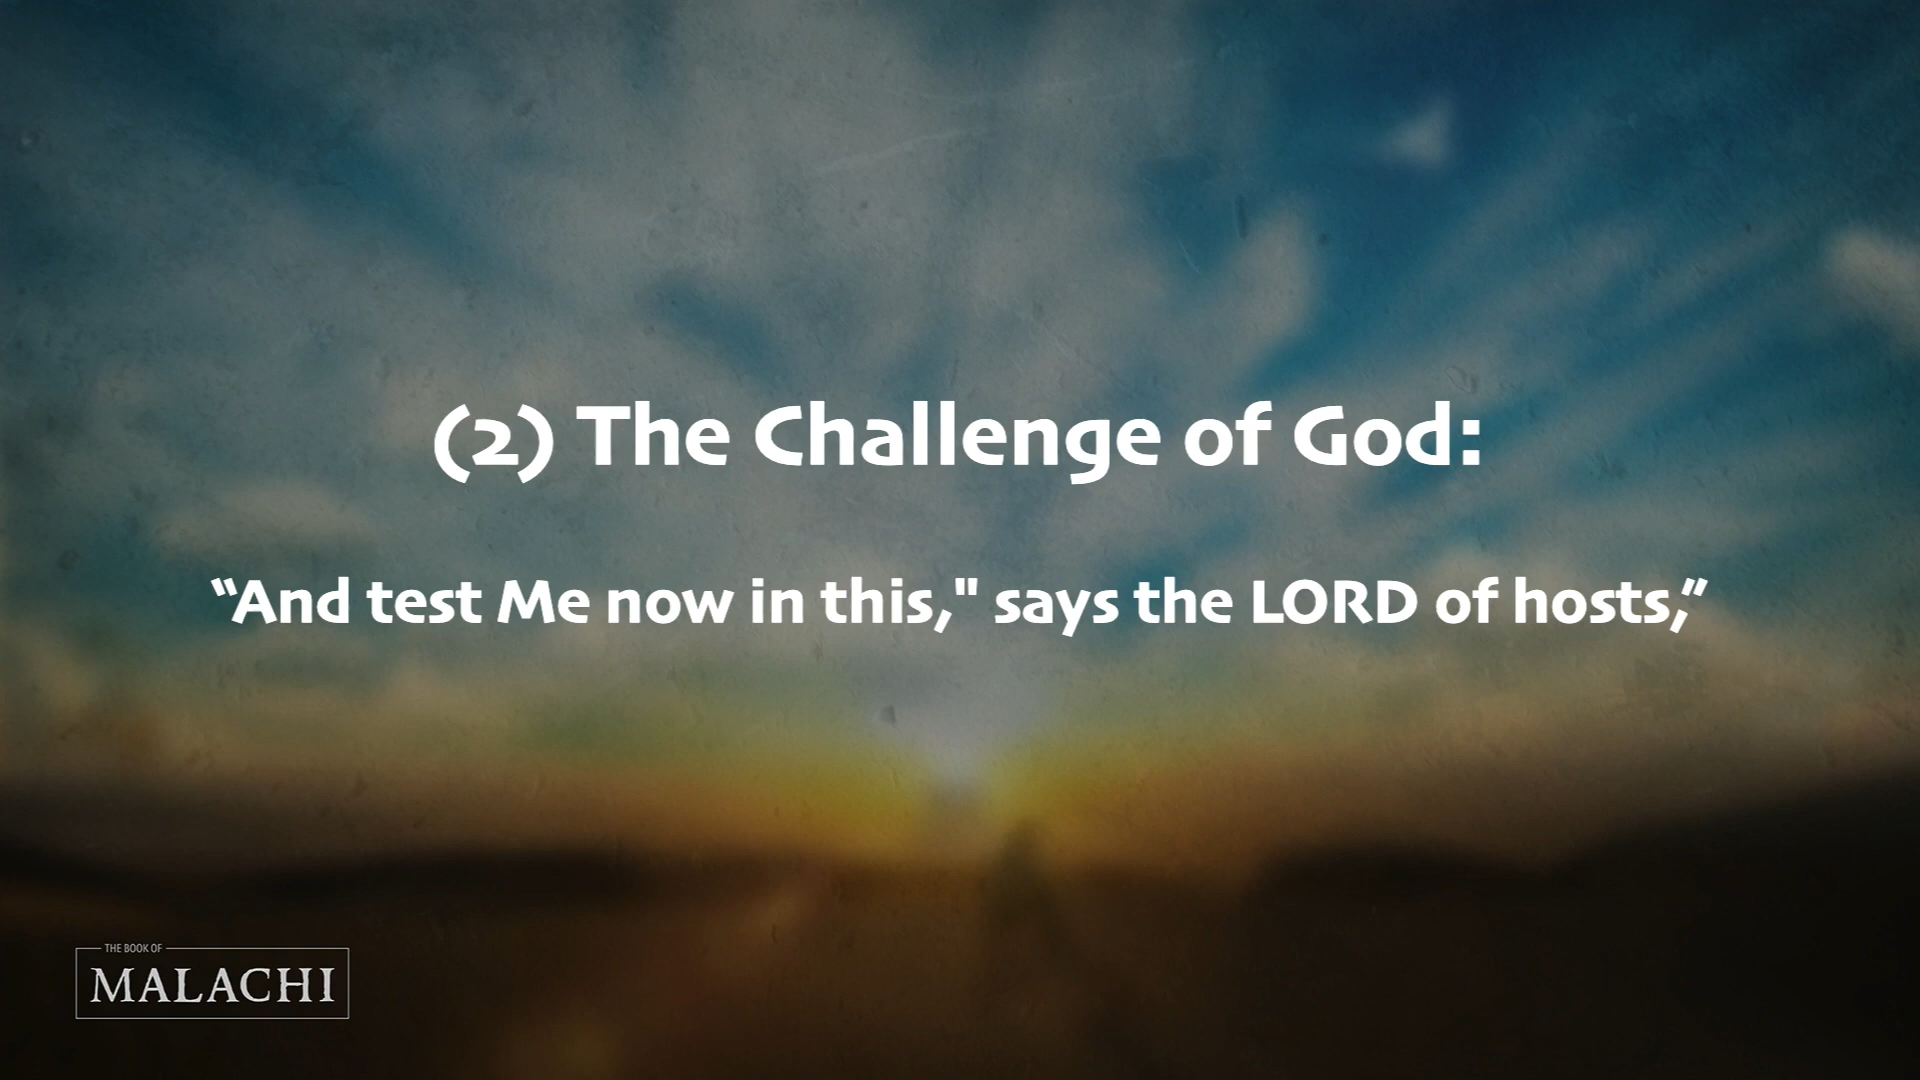 (2) The Challenge of God:
“And test Me now in this," says the LORD of hosts,”
THE BOOK OF
MALACHI